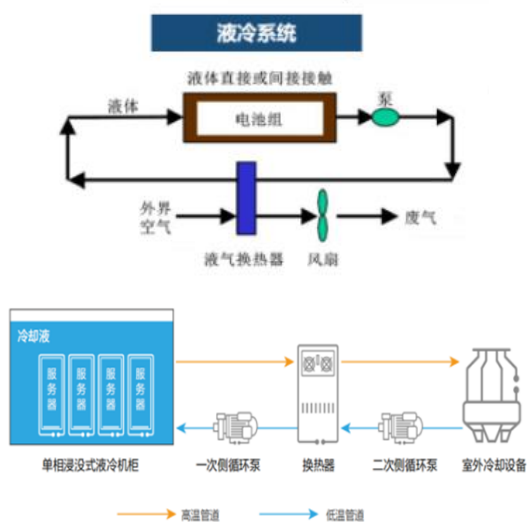 液冷系统
液体直接或间接接触
液体
电池组
泵
外界
空气
废气
液气换热器
风扇
冷却液
服务器
服务器
服务器
服务器
单相浸没式液冷机柜
一次侧循环泵
换热器
二次侧循环泵
室外冷却设备
高温管道
低温管道